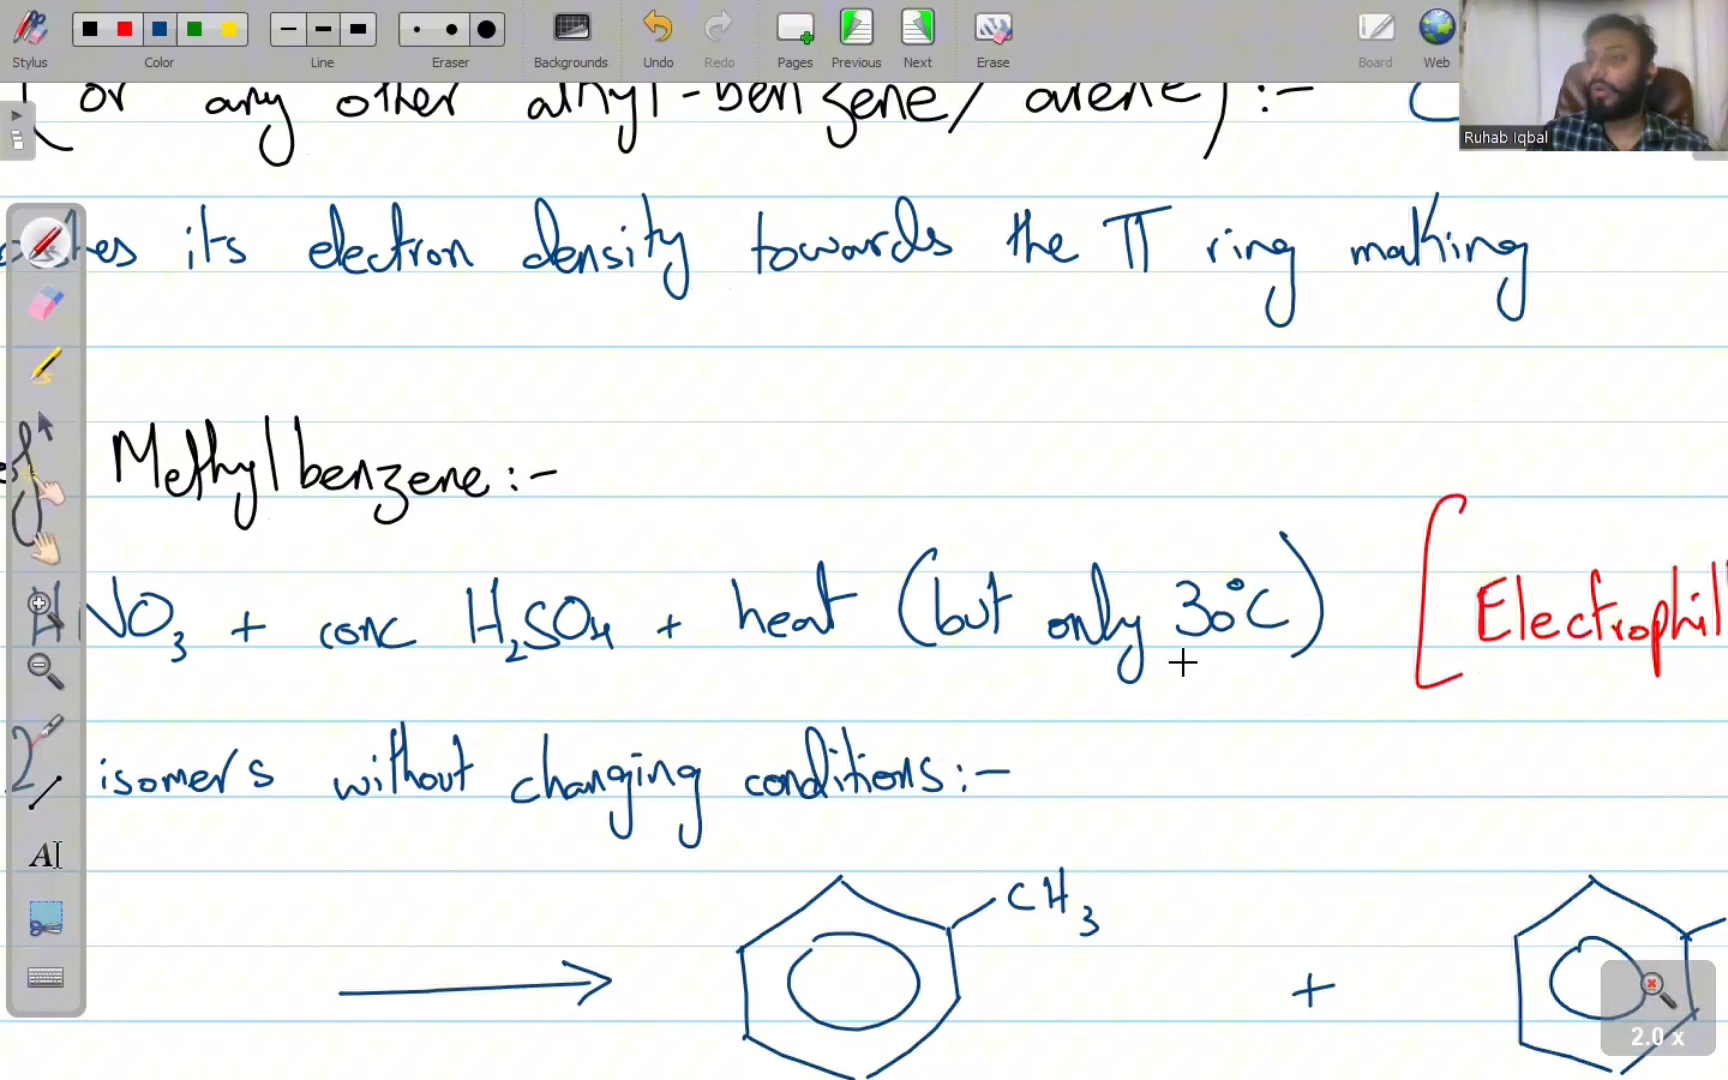 Stylus Color Line Eraser Backgrounds Undo Redo Pages Previous Next Erase Board Web
Ruhab Iqbal
(or any other alkyl-benzene/arene):- C
its electron density towards the π ring making
Methylbenzene:-
HNO3 + conc H2SO4 + heat (but only 30°C) [Electrophil
2 isomers without changing conditions:-
CH3
+
2.0 x